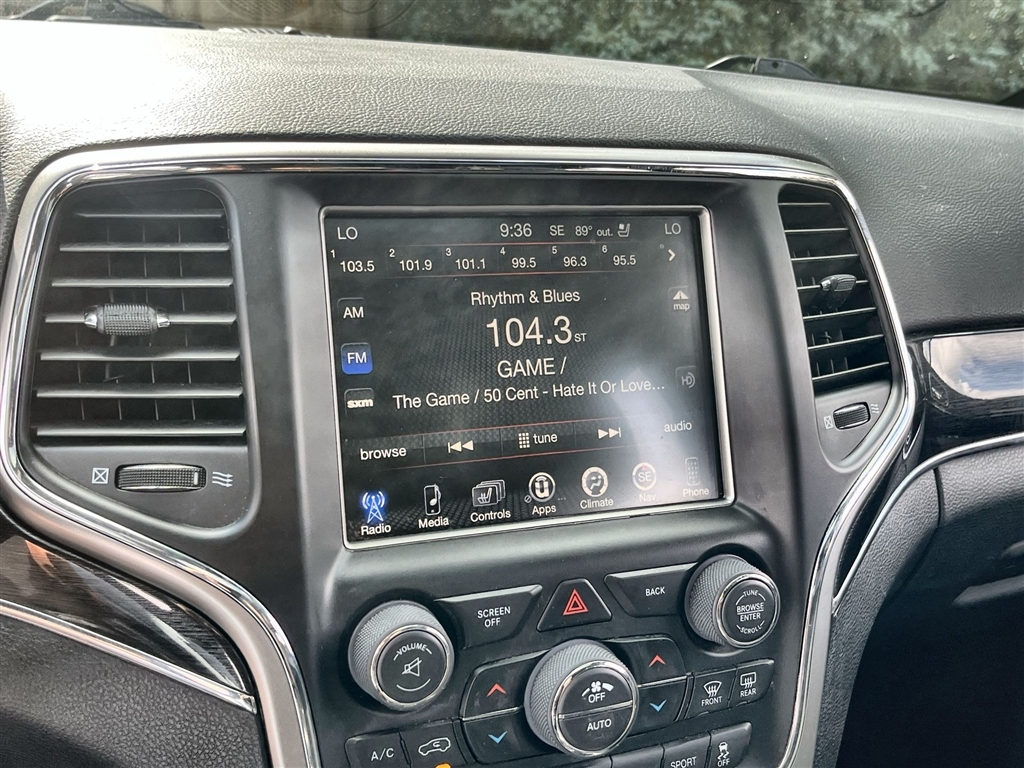 LO 9:36 SE 89° out. LO
1 103.5 2 101.9 3 101.1 4 99.5 5 96.3 6 95.5
Rhythm & Blues
AM
map
104.3 ST
FM
GAME /
HD
sxm
The Game / 50 Cent - Hate It Or Love...
browse tune audio
Radio Media Controls Apps Climate Nav Phone
SE
SCREEN
OFF
BACK
TUNE
BROWSE
ENTER
SCROLL
VOLUME
OFF
AUTO
FRONT
REAR
A/C
SPORT
OFF